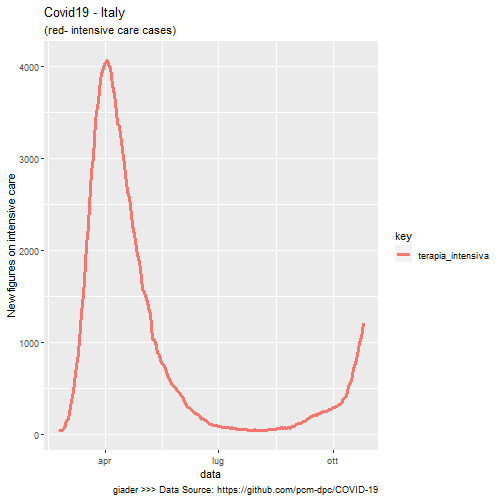 Covid19 - Italy
(red- intensive care cases)
New figures on intensive care
4000
3000
2000
1000
0
apr
lug
ott
data
key
terapia_intensiva
giader >>> Data Source: https://github.com/pcm-dpc/COVID-19